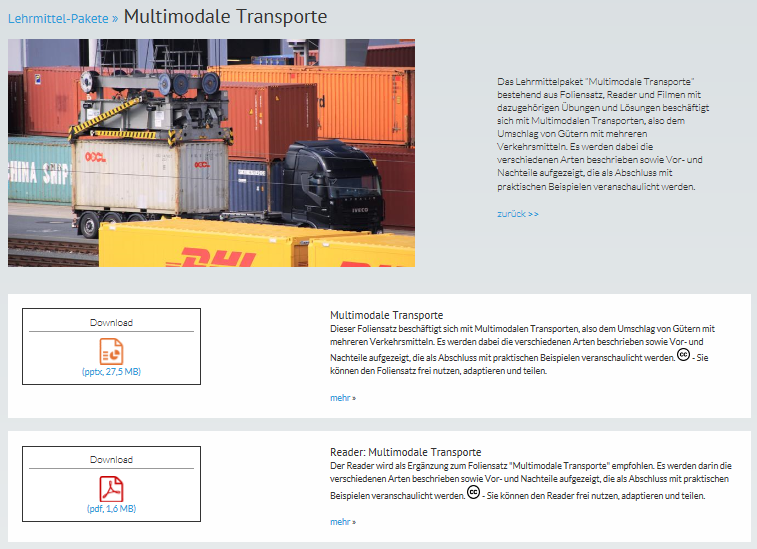 Lehrmittel-Pakete » Multimodale Transporte
OOCL
CHINA SHIP
IVECO
DHL
Das Lehrmittelpaket "Multimodale Transporte"
bestehend aus Foliensatz, Reader und Filmen mit
dazugehörigen Übungen und Lösungen beschäftigt
sich mit Multimodalen Transporten, also dem
Umschlag von Gütern mit mehreren
Verkehrsmitteln. Es werden dabei die
verschiedenen Arten beschrieben sowie Vor- und
Nachteile aufgezeigt, die als Abschluss mit
praktischen Beispielen veranaschaulicht werden.
zurück >>
Download
(pptx, 27,5 MB)
Multimodale Transporte
Dieser Foliensatz beschäftigt sich mit Multimodalen Transporten, also dem Umschlag von Gütern mit
mehreren Verkehrsmitteln. Es werden dabei die verschiedenen Arten beschrieben sowie Vor- und
Nachteile aufgezeigt, die als Abschluss mit praktischen Beispielen veranschaulicht werden. cc - Sie
können den Foliensatz frei nutzen, adaptieren und teilen.
mehr »
Download
(pdf, 1,6 MB)
Reader: Multimodale Transporte
Der Reader wird als Ergänzung zum Foliensatz "Multimodale Transporte" empfohlen. Es werden darin die
verschiedenen Arten beschrieben sowie Vor- und Nachteile aufgezeigt, die als Abschluss mit praktischen
Beispielen veranschaulicht werden. cc - Sie können den Reader frei nutzen, adaptieren und teilen.
mehr »